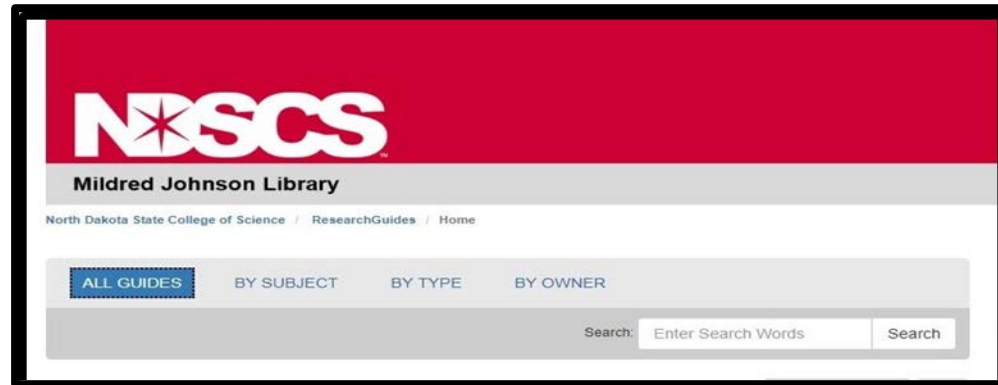 NDSCS
Mildred Johnson Library
North Dakota State College of Science / ResearchGuides / Home
ALL GUIDES BY SUBJECT BY TYPE BY OWNER
Search: Enter Search Words Search